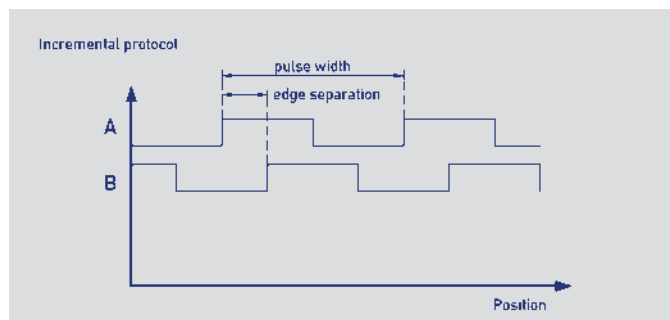 Incremental protocol
pulse width
edge separation
A
B
Position